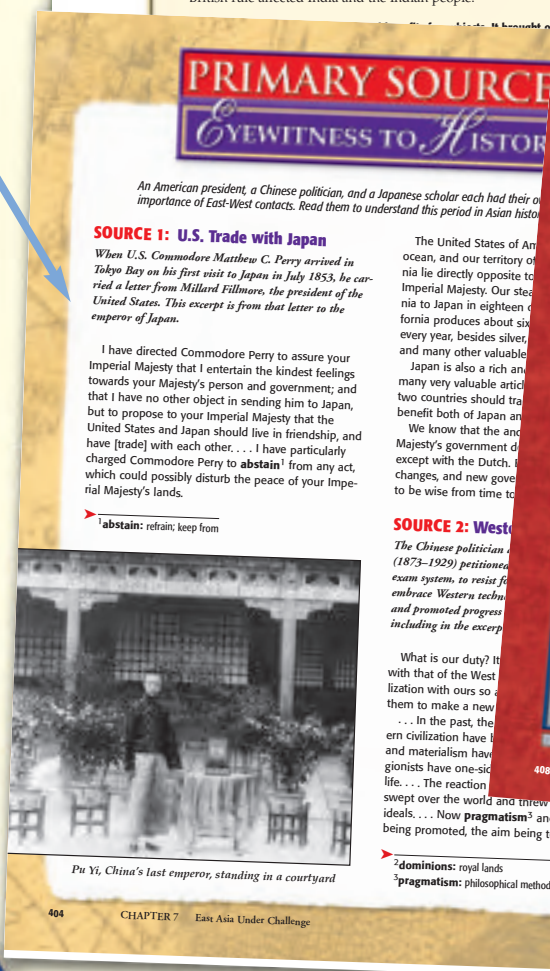 British rule affected India and the Indian people.
It brought
PRIMARY SOURCE
EYEWITNESS TO HISTOR
An American president, a Chinese politician, and a Japanese scholar each had their
importance of East-West contacts. Read them to understand this period in Asian histo
SOURCE 1: U.S. Trade with Japan
When U.S. Commodore Matthew C. Perry arrived in
Tokyo Bay on his first visit to Japan in July 1853, he car-
ried a letter from Millard Fillmore, the president of the
United States. This excerpt is from that letter to the
emperor of Japan.
I have directed Commodore Perry to assure your
Imperial Majesty that I entertain the kindest feelings
towards your Majesty's person and government; and
that I have no other object in sending him to Japan,
but to propose to your Imperial Majesty that the
United States and Japan should live in friendship, and
have [trade] with each other. . . . I have particularly
charged Commodore Perry to abstain¹ from any act,
which could possibly disturb the peace of your Impe-
rial Majesty's lands.
¹abstain: refrain; keep from
Pu Yi, China's last emperor, standing in a courtyard
The United States of Am
ocean, and our territory of
nia lie directly opposite to
Imperial Majesty. Our stea
nia to Japan in eighteen
fornia produces about six
every year, besides silver,
and many other valuable
Japan is also a rich an
many very valuable artic
two countries should tra
benefit both of Japan an
We know that the anc
Majesty's government d
except with the Dutch.
changes, and new gove
to be wise from time to
SOURCE 2: West
The Chinese politician
(1873–1929) petitioned
exam system, to resist fo
embrace Western techn
and promoted progress
including in the excerp
What is our duty? It
with that of the West
lization with ours so a
them to make a new
. . . In the past, the
ern civilization have
and materialism have
gionists have one-sid
life. . . . The reaction
swept over the world and threw
ideals. . . . Now pragmatism³ an
being promoted, the aim being t
²dominions: royal lands
³pragmatism: philosophical method
408
404 CHAPTER 7 East Asia Under Challenge